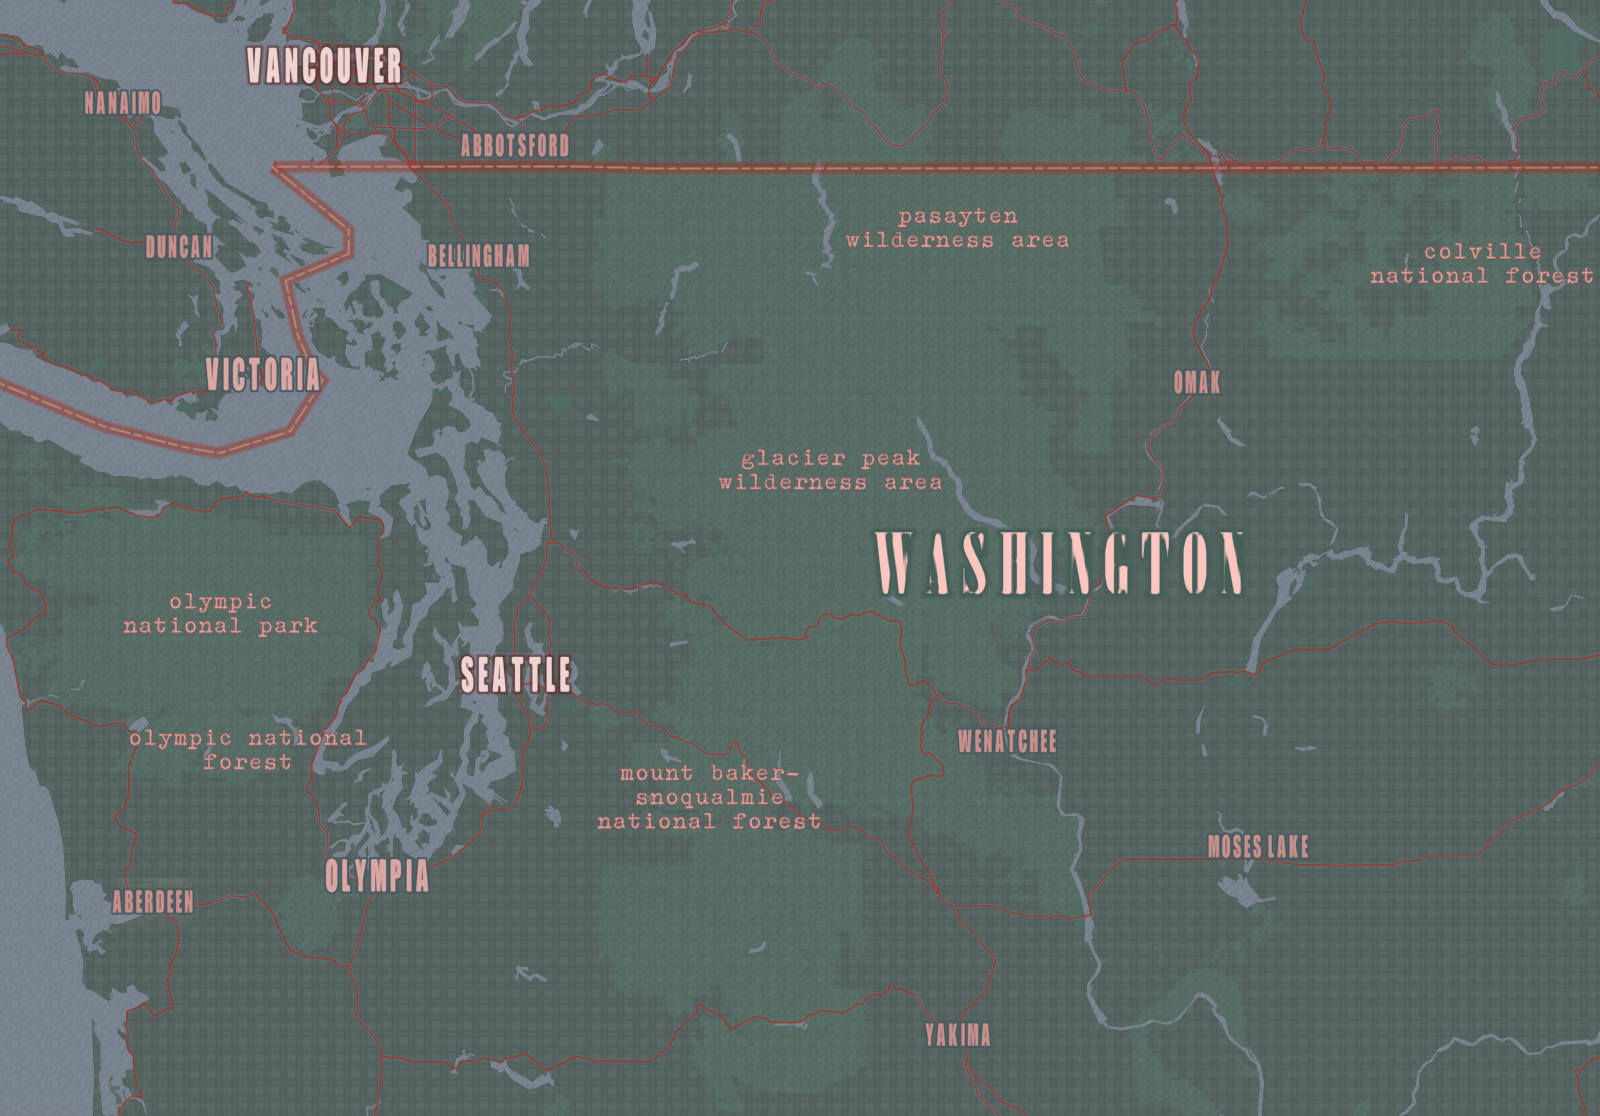 VANCOUVER
NANAIMO
ABBOTSFORD
pasayten
wilderness area
DUNCAN
BELLINGHAM
colville
national forest
VICTORIA
OMAK
glacier peak
wilderness area
WASHINGTON
olympic
national park
SEATTLE
olympic national
forest
WENATCHEE
mount baker-
snoqualmie
national forest
MOSES LAKE
OLYMPIA
ABERDEEN
YAKIMA